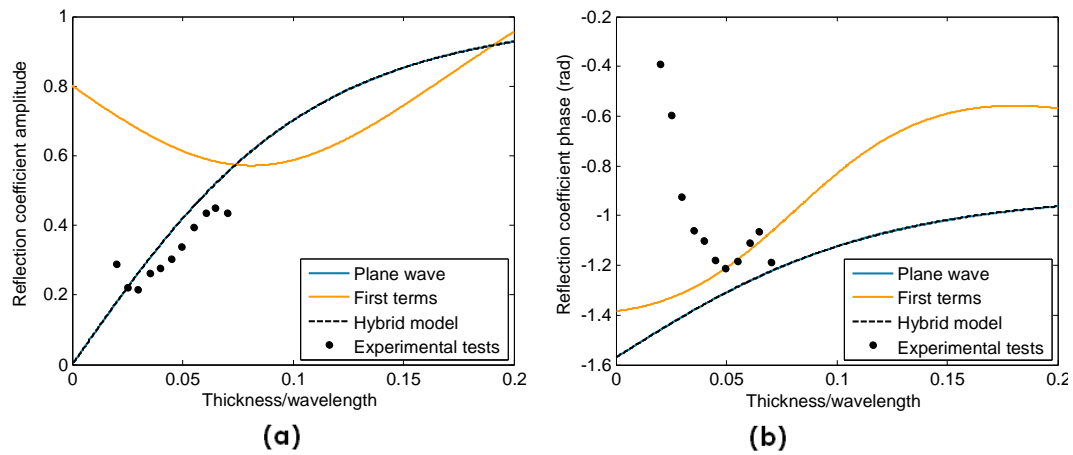 1
0.8
0.6
0.4
0.2
0
0 0.05 0.1 0.15 0.2
Reflection coefficient amplitude
Thickness/wavelength
Plane wave
First terms
Hybrid model
Experimental tests
(a)
-0.2
-0.4
-0.6
-0.8
-1
-1.2
-1.4
-1.6
0 0.05 0.1 0.15 0.2
Reflection coefficient phase (rad)
Thickness/wavelength
Plane wave
First terms
Hybrid model
Experimental tests
(b)